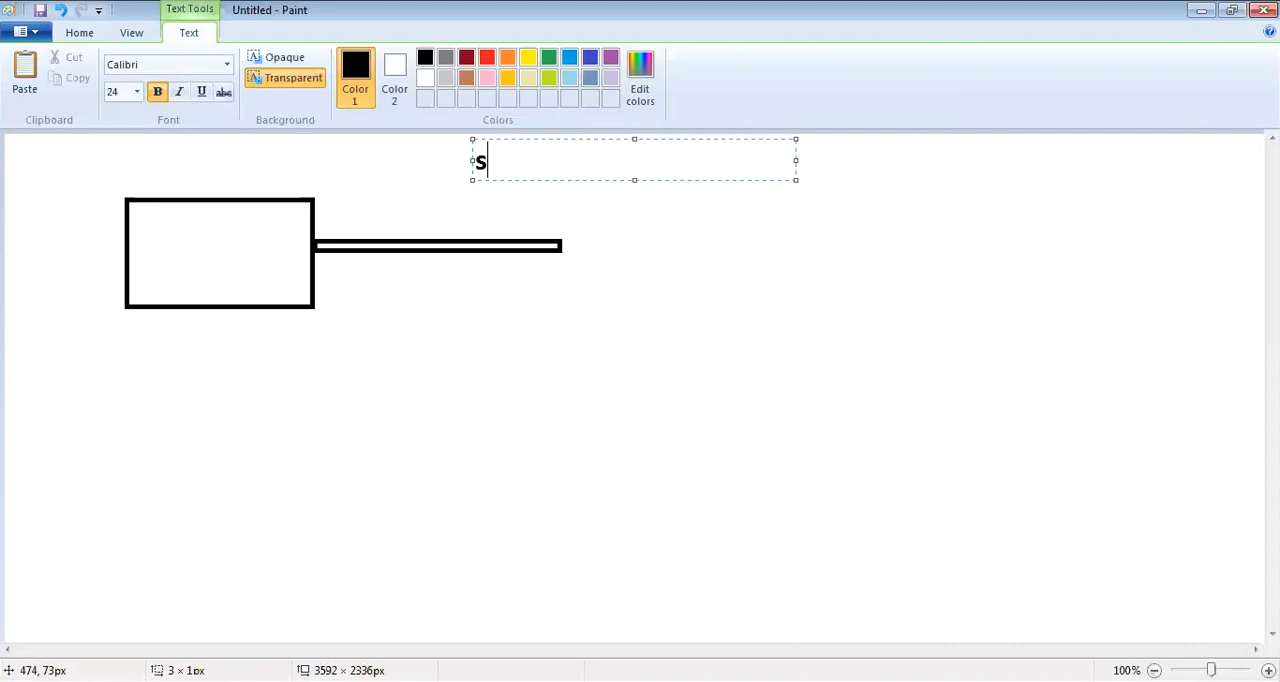 Text Tools
Untitled - Paint
Home
View
Text
Paste
Cut
Copy
Clipboard
Calibri
24
B
I
U
abc
Font
Opaque
Transparent
Background
Color 1
Color 2
Edit colors
Colors
s
474, 73px
3 × 1px
3592 × 2336px
100%